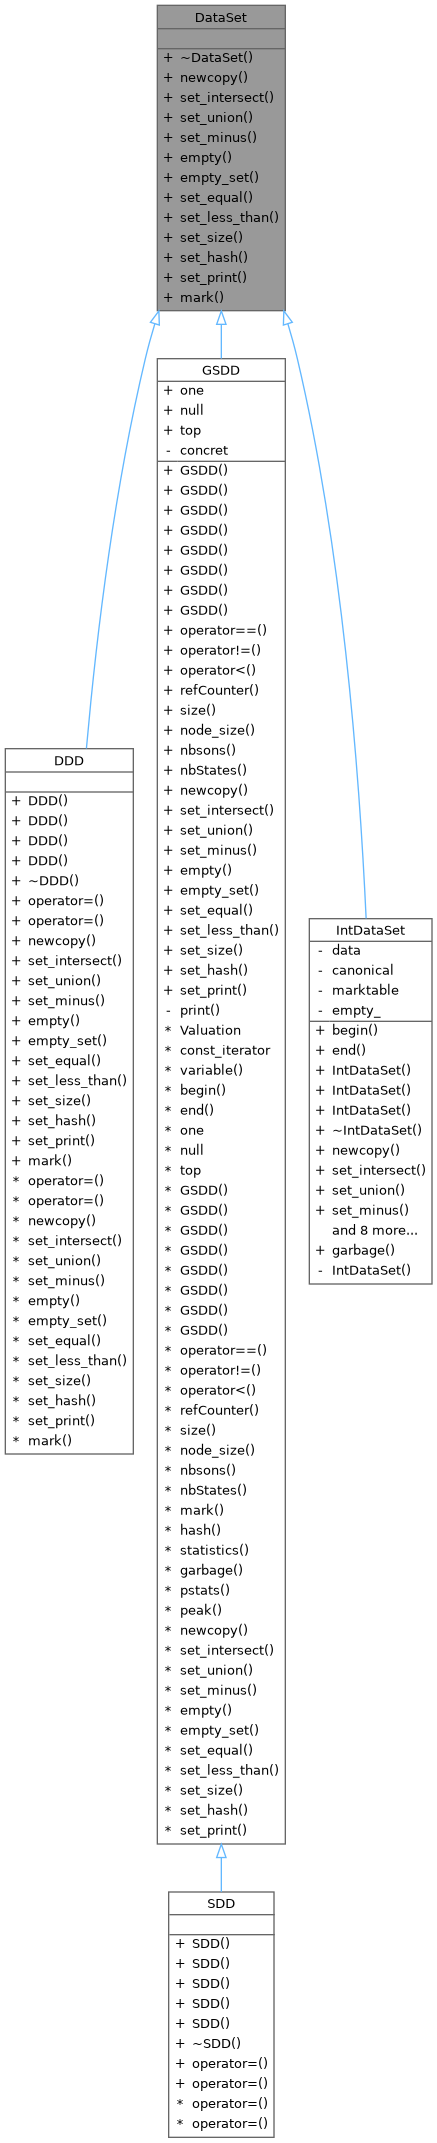 DataSet
+ ~DataSet()
+ newcopy()
+ set_intersect()
+ set_union()
+ set_minus()
+ empty()
+ empty_set()
+ set_equal()
+ set_less_than()
+ set_size()
+ set_hash()
+ set_print()
+ mark()
GSDD
+ one
+ null
+ top
- concret
+ GSDD()
+ GSDD()
+ GSDD()
+ GSDD()
+ GSDD()
+ GSDD()
+ GSDD()
+ GSDD()
+ operator==()
+ operator!=()
+ operator<()
+ refCounter()
+ size()
+ node_size()
+ nbsons()
+ nbStates()
+ newcopy()
+ set_intersect()
+ set_union()
+ set_minus()
+ empty()
+ empty_set()
+ set_equal()
+ set_less_than()
+ set_size()
+ set_hash()
+ set_print()
- print()
* Valuation
* const_iterator
* variable()
* begin()
* end()
* one
* null
* top
* GSDD()
* GSDD()
* GSDD()
* GSDD()
* GSDD()
* GSDD()
* GSDD()
* GSDD()
* operator==()
* operator!=()
* operator<()
* refCounter()
* size()
* node_size()
* nbsons()
* nbStates()
* mark()
* hash()
* statistics()
* garbage()
* pstats()
* peak()
* newcopy()
* set_intersect()
* set_union()
* set_minus()
* empty()
* empty_set()
* set_equal()
* set_less_than()
* set_size()
* set_hash()
* set_print()
DDD
+ DDD()
+ DDD()
+ DDD()
+ DDD()
+ ~DDD()
+ operator=()
+ operator=()
+ newcopy()
+ set_intersect()
+ set_union()
+ set_minus()
+ empty()
+ empty_set()
+ set_equal()
+ set_less_than()
+ set_size()
+ set_hash()
+ set_print()
+ mark()
* operator=()
* operator=()
* newcopy()
* set_intersect()
* set_union()
* set_minus()
* empty()
* empty_set()
* set_equal()
* set_less_than()
* set_size()
* set_hash()
* set_print()
* mark()
IntDataSet
- data
- canonical
- marktable
- empty_
+ begin()
+ end()
+ IntDataSet()
+ IntDataSet()
+ IntDataSet()
+ ~IntDataSet()
+ newcopy()
+ set_intersect()
+ set_union()
+ set_minus()
and 8 more...
+ garbage()
- IntDataSet()
SDD
+ SDD()
+ SDD()
+ SDD()
+ SDD()
+ SDD()
+ ~SDD()
+ operator=()
+ operator=()
* operator=()
* operator=()